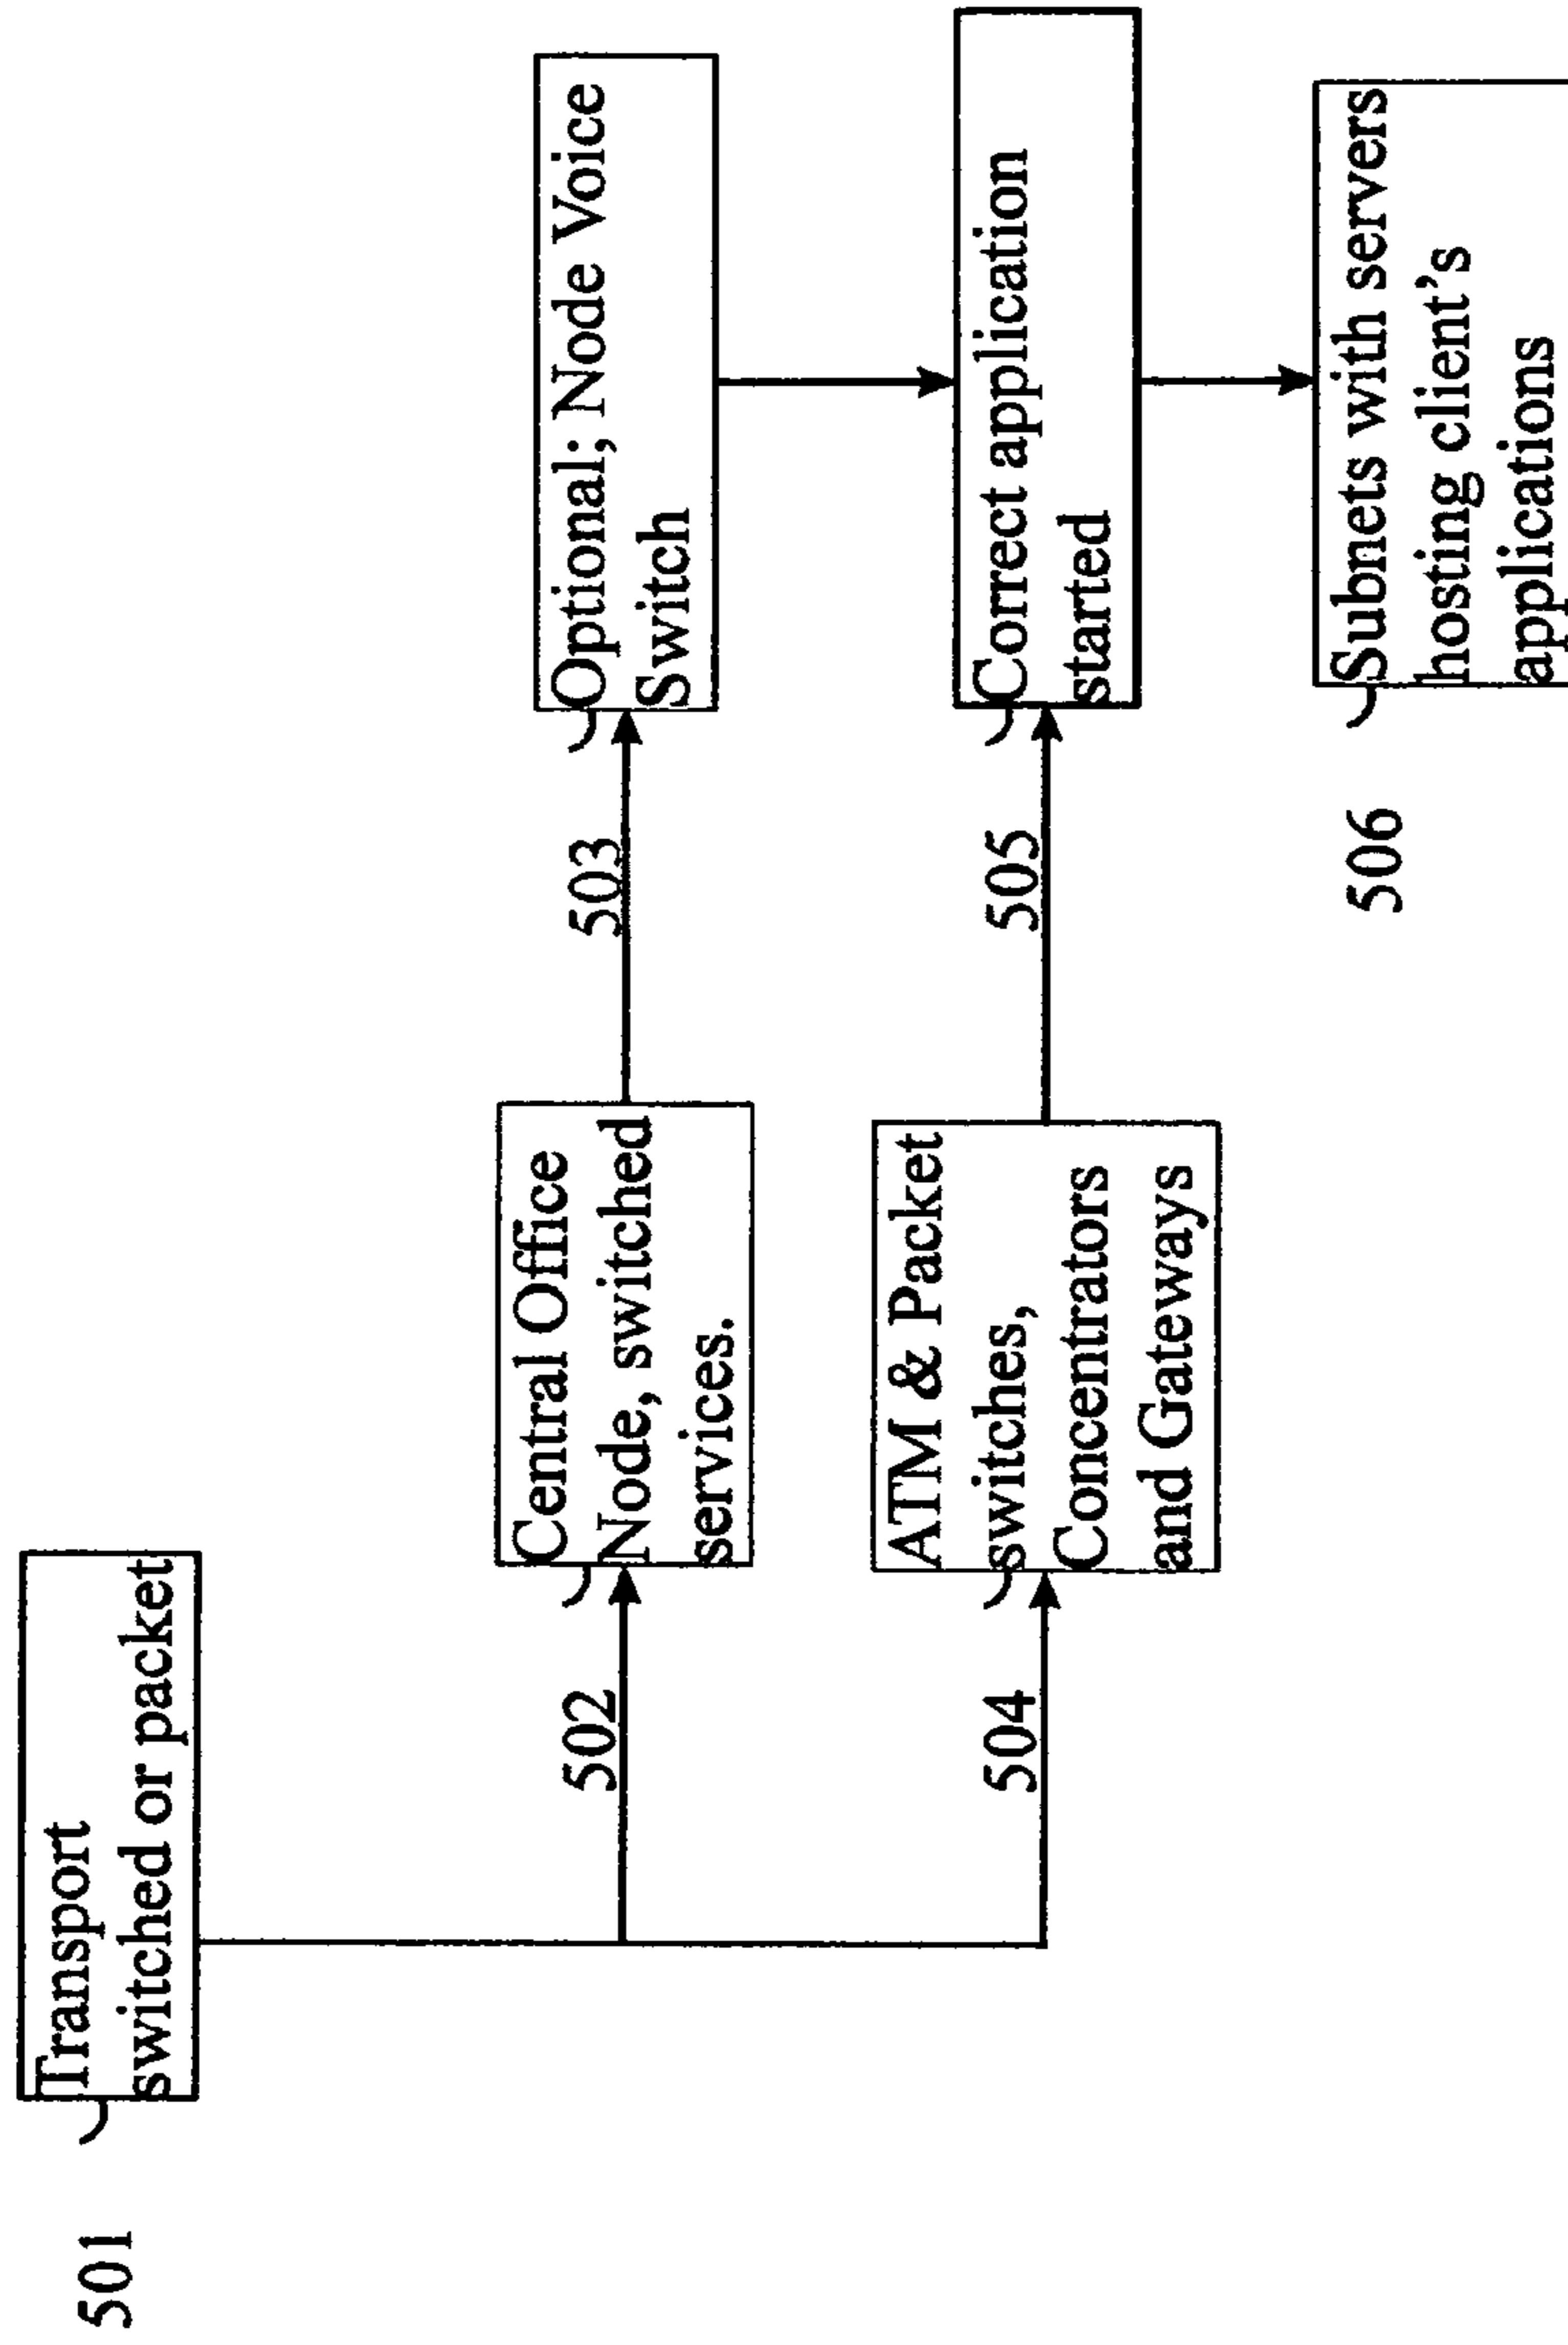 501
Transport
switched or packet
502
Central Office
Node, switched
services.
503
Optional; Node Voice
Switch
504
ATM & Packet
switches,
Concentrators
and Gateways
505
Correct application
started
506
Subnets with servers
hosting client's
applications